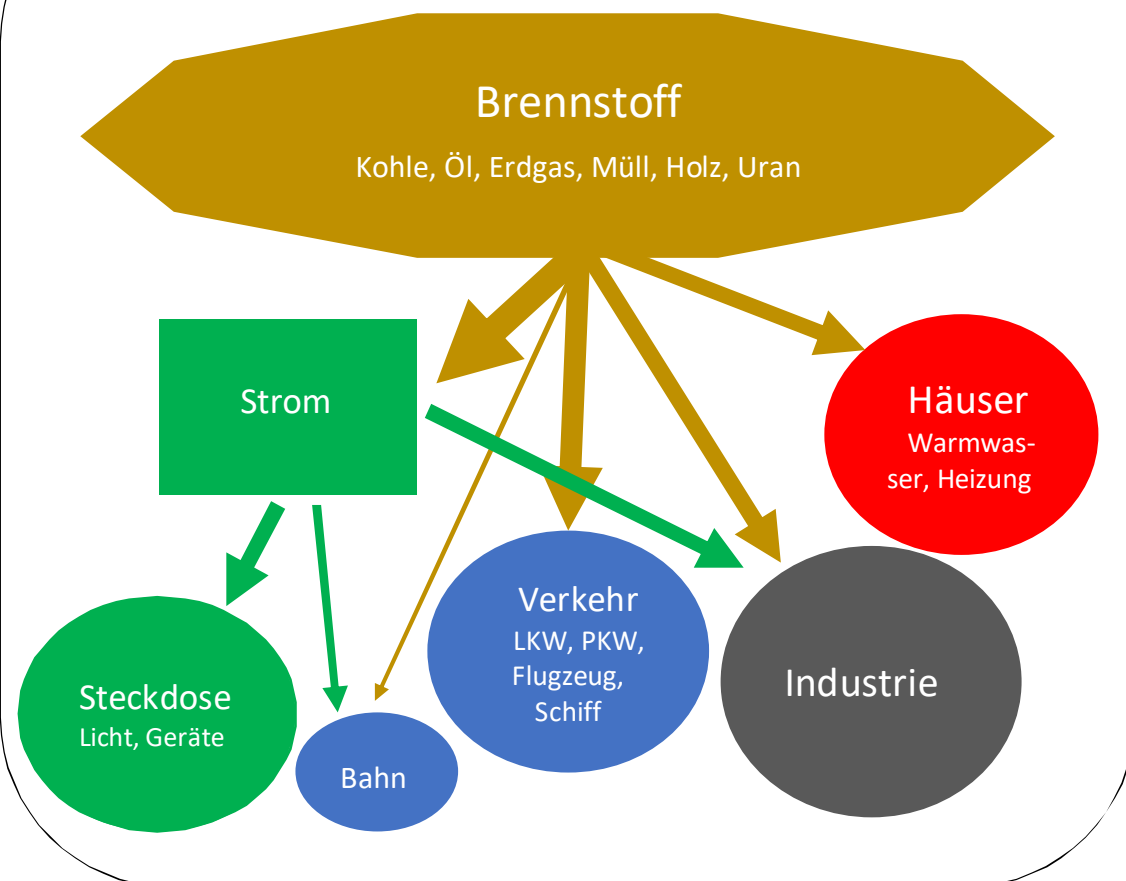 Brennstoff
Kohle, Öl, Erdgas, Müll, Holz, Uran
Strom
Häuser
Warmwas-
ser, Heizung
Verkehr
LKW, PKW,
Flugzeug,
Schiff
Industrie
Steckdose
Licht, Geräte
Bahn